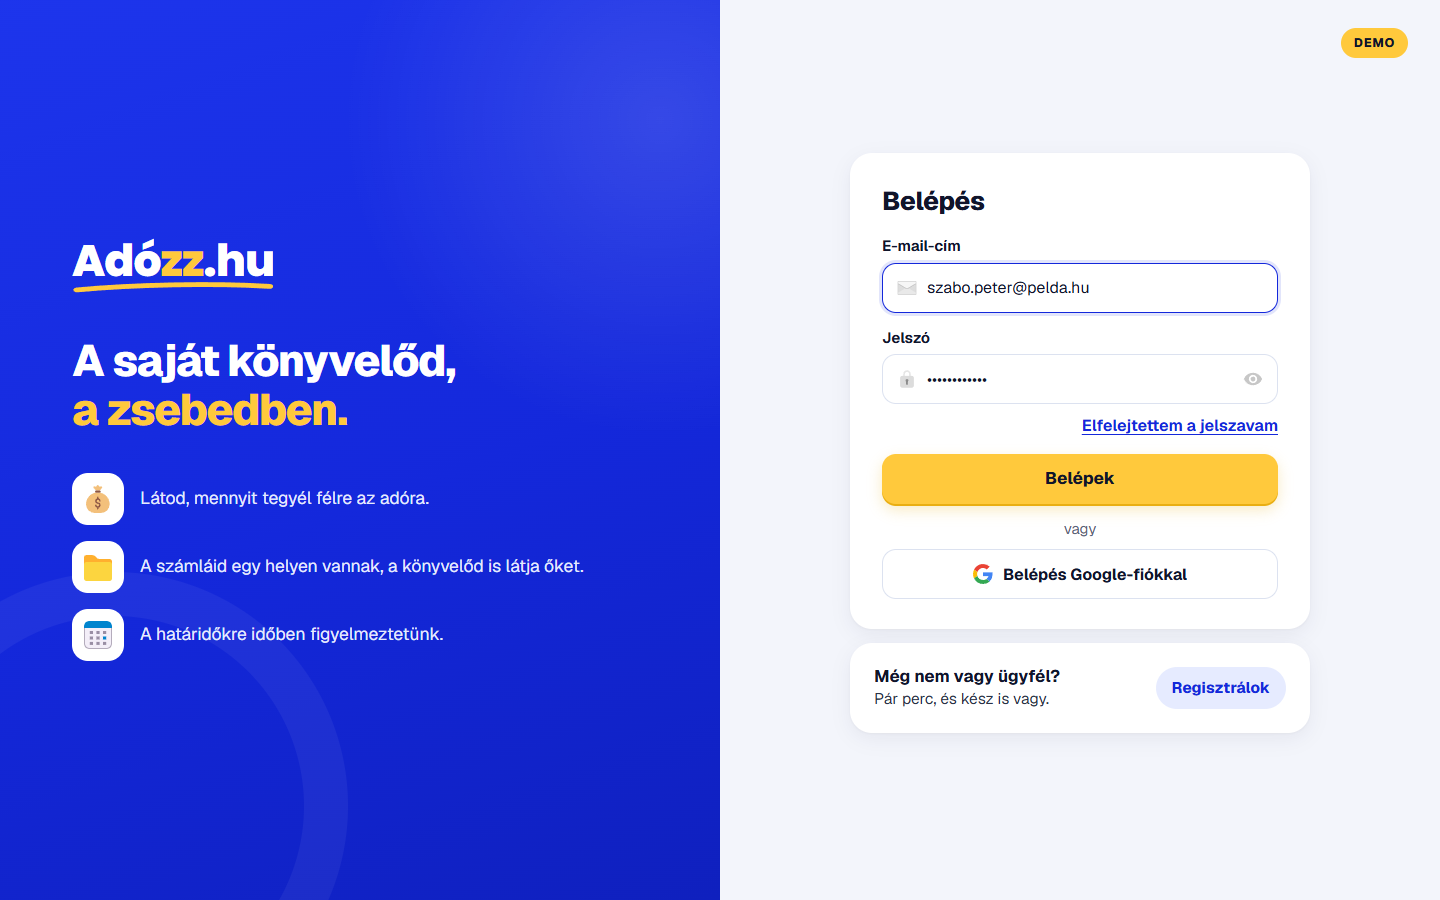 Adózz.hu
A saját könyvelőd,
a zsebedben.
Látod, mennyit tegyél félre az adóra.
A számláid egy helyen vannak, a könyvelőd is látja őket.
A határidőkre időben figyelmeztetünk.
DEMO
Belépés
E-mail-cím
szabo.peter@pelda.hu
Jelszó
••••••••••••
Elfelejtettem a jelszavam
Belépek
vagy
Belépés Google-fiókkal
Még nem vagy ügyfél?
Pár perc, és kész is vagy.
Regisztrálok